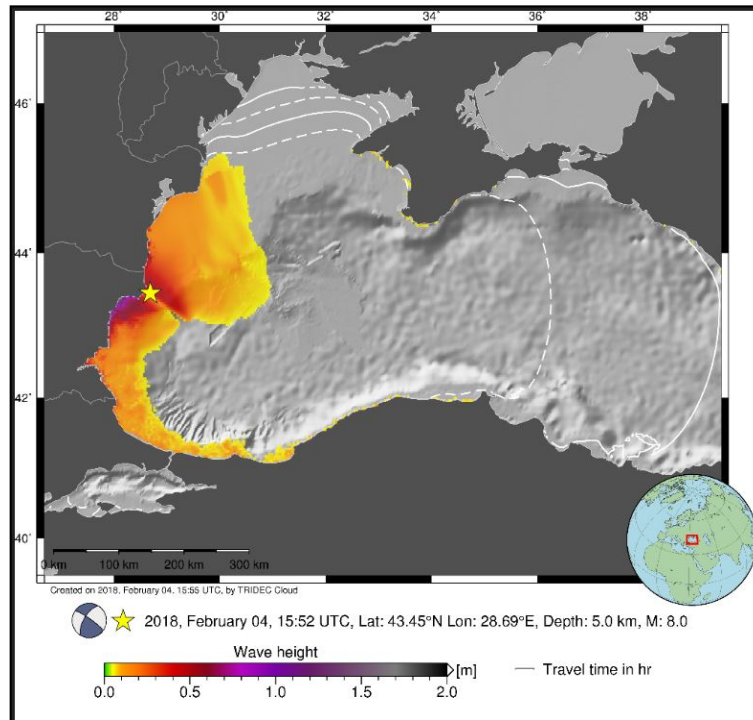 28˚ 30˚ 32˚ 34˚ 36˚ 38˚
46˚
44˚
42˚
40˚
0 km 100 km 200 km 300 km
Created on 2018, February 04, 15:55 UTC, by TRIDEC Cloud
2018, February 04, 15:52 UTC, Lat: 43.45°N Lon: 28.69°E, Depth: 5.0 km, M: 8.0
Wave height
[m]
Travel time in hr
0.0 0.5 1.0 1.5 2.0